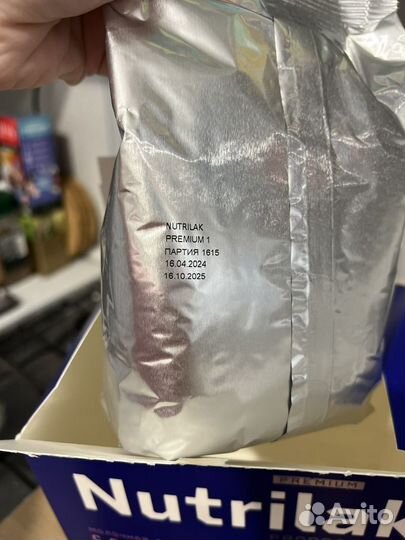 NUTRILAK
PREMIUM 1
ПАРТИЯ 1615
16.04.2024
16.10.2025
PREMIUM
Nutrilak
Avito